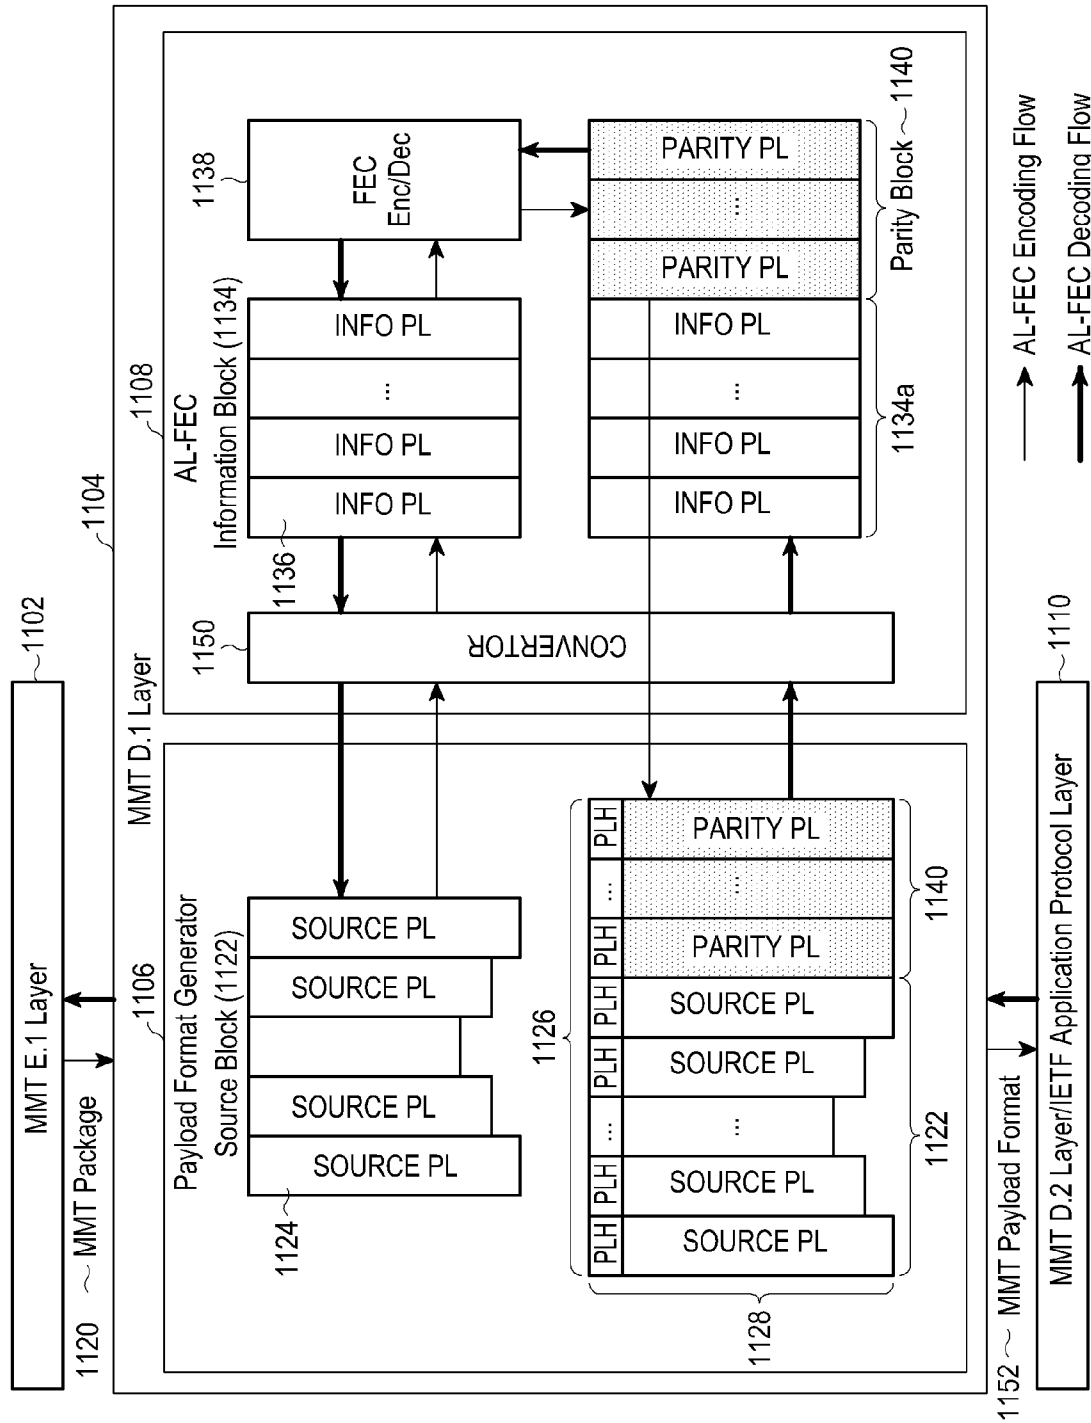 MMT E.1 Layer
1102
1120
MMT Package
1104
MMT D.1 Layer
1106
Payload Format Generator
Source Block (1122)
SOURCE PL
SOURCE PL
SOURCE PL
SOURCE PL
1124
1108
AL-FEC
Information Block (1134)
INFO PL
INFO PL
...
INFO PL
1136
1138
FEC
Enc/Dec
1150
CONVERTOR
1126
PLH
PLH
...
PLH
PLH
PLH
...
PLH
SOURCE PL
SOURCE PL
...
SOURCE PL
SOURCE PL
PARITY PL
...
PARITY PL
1128
1122
1140
INFO PL
INFO PL
...
INFO PL
PARITY PL
...
PARITY PL
1134a
Parity Block
1140
1152
MMT Payload Format
MMT D.2 Layer/IETF Application Protocol Layer
1110
AL-FEC Encoding Flow
AL-FEC Decoding Flow